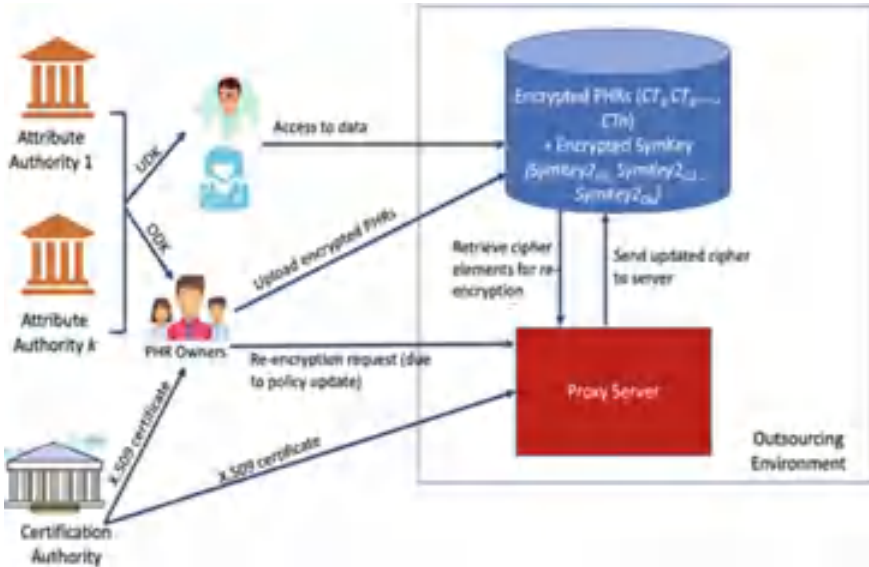 Attribute
Authority 1
Attribute
Authority k
UDK
ODK
Access to data
Upload encrypted PHRs
PHR Owners
Re-encryption request (due
to policy update)
X.509 certificate
X.509 certificate
Certification
Authority
Encrypted PHRs
+ Encrypted SymKey
Retrieve cipher
elements for re-
encryption
Send updated cipher
to server
Proxy Server
Outsourcing
Environment